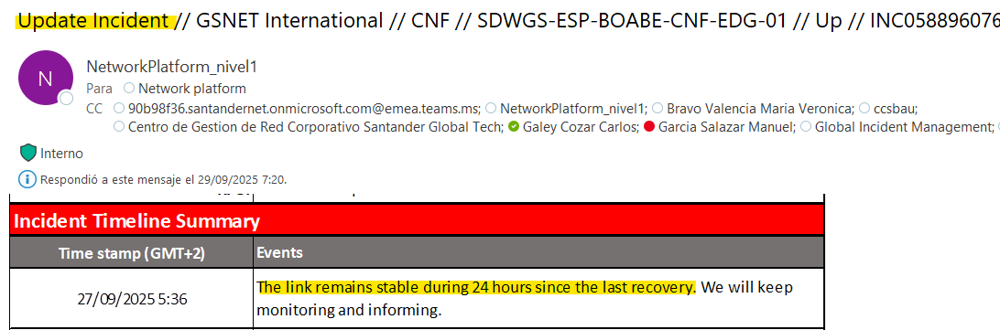 Update Incident // GSNET International // CNF // SDWGS-ESP-BOABE-CNF-EDG-01 // Up // INC058896076
N
NetworkPlatform_nivel1
Para Network platform
CC 90b98f36.santandernet.onmicrosoft.com@emea.teams.ms; NetworkPlatform_nivel1; Bravo Valencia Maria Veronica; ccsbau;
Centro de Gestion de Red Corporativo Santander Global Tech; Galey Cozar Carlos; Garcia Salazar Manuel; Global Incident Management;
Interno
Respondió a este mensaje el 29/09/2025 7:20.
Incident Timeline Summary
Time stamp (GMT+2) Events
27/09/2025 5:36 The link remains stable during 24 hours since the last recovery. We will keep
monitoring and informing.